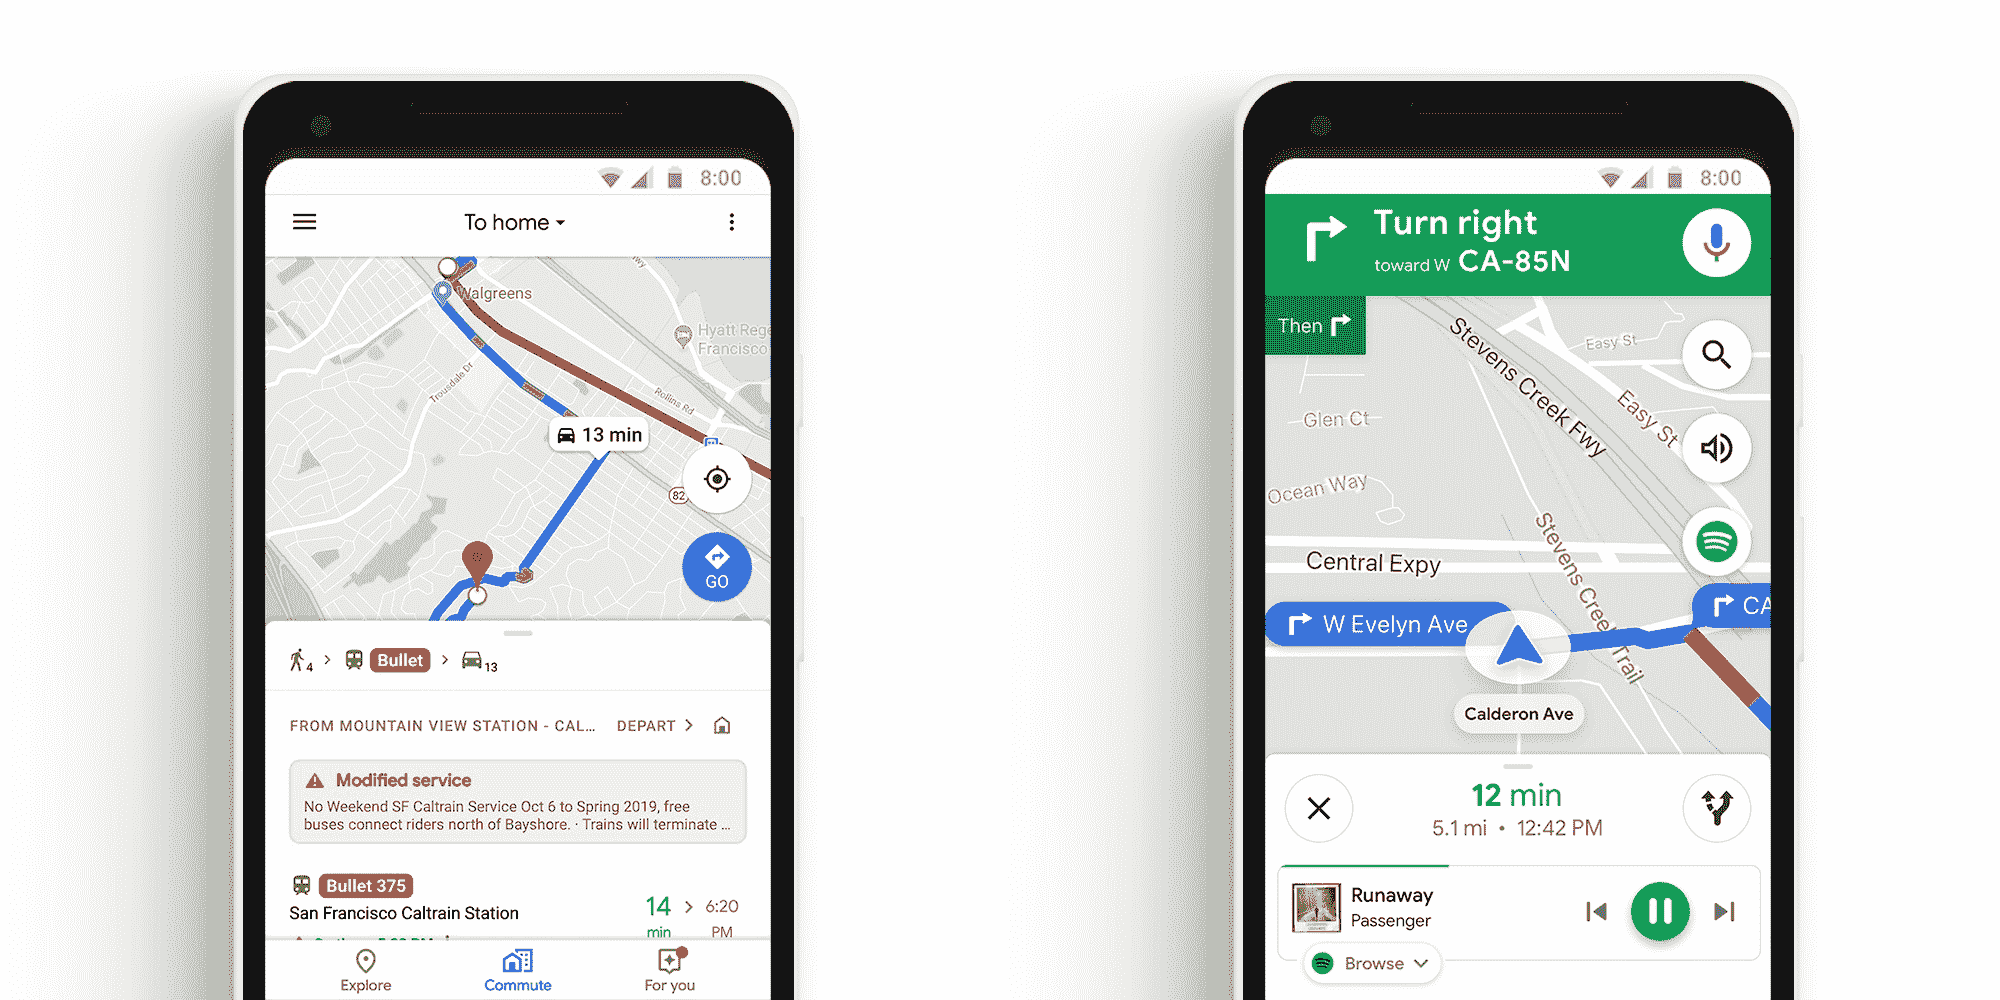 8:00
To home
Walgreens
Hyatt Rege
Francisco
Trousdale Dr
Rollins Rd
13 min
82
GO
4 > Bullet > 13
FROM MOUNTAIN VIEW STATION - CAL... DEPART >
Modified service
No Weekend SF Caltrain Service Oct 6 to Spring 2019, free
buses connect riders north of Bayshore. · Trains will terminate ...
Bullet 375
San Francisco Caltrain Station
14 > 6:20
min PM
Explore
Commute
For you
8:00
Turn right
toward W CA-85N
Then
Stevens Creek Fwy
Easy St
Easy St
Glen Ct
Ocean Way
Central Expy
Stevens Creek Trail
W Evelyn Ave
CA
Calderon Ave
12 min
5.1 mi • 12:42 PM
Runaway
Passenger
Browse